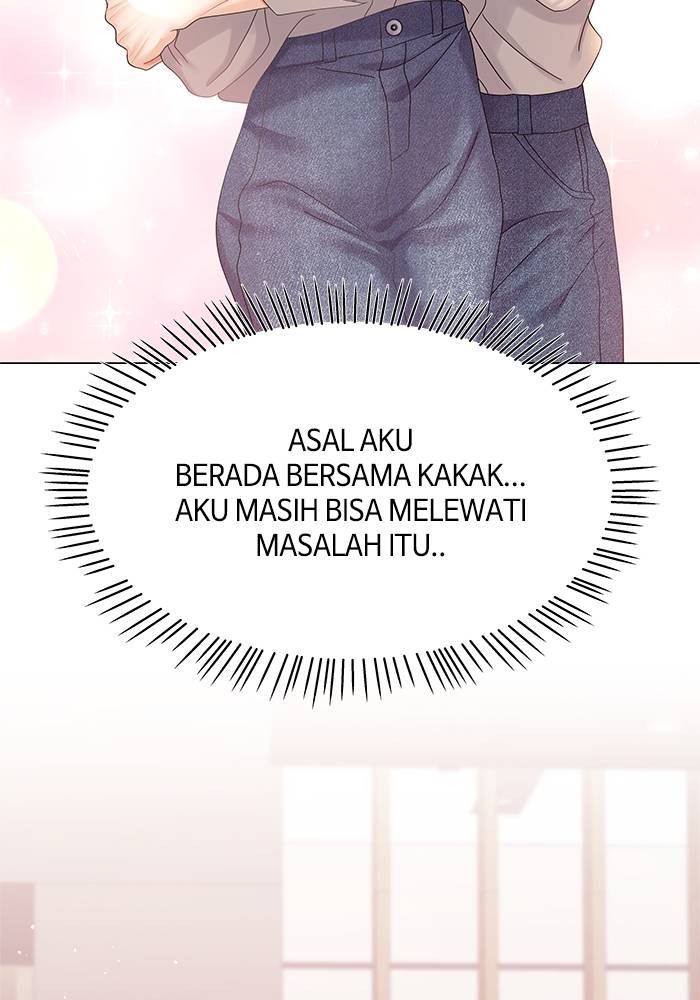 ASAL AKU
BERADA BERSAMA KAKAK...
AKU MASIH BISA MELEWATI
MASALAH ITU..